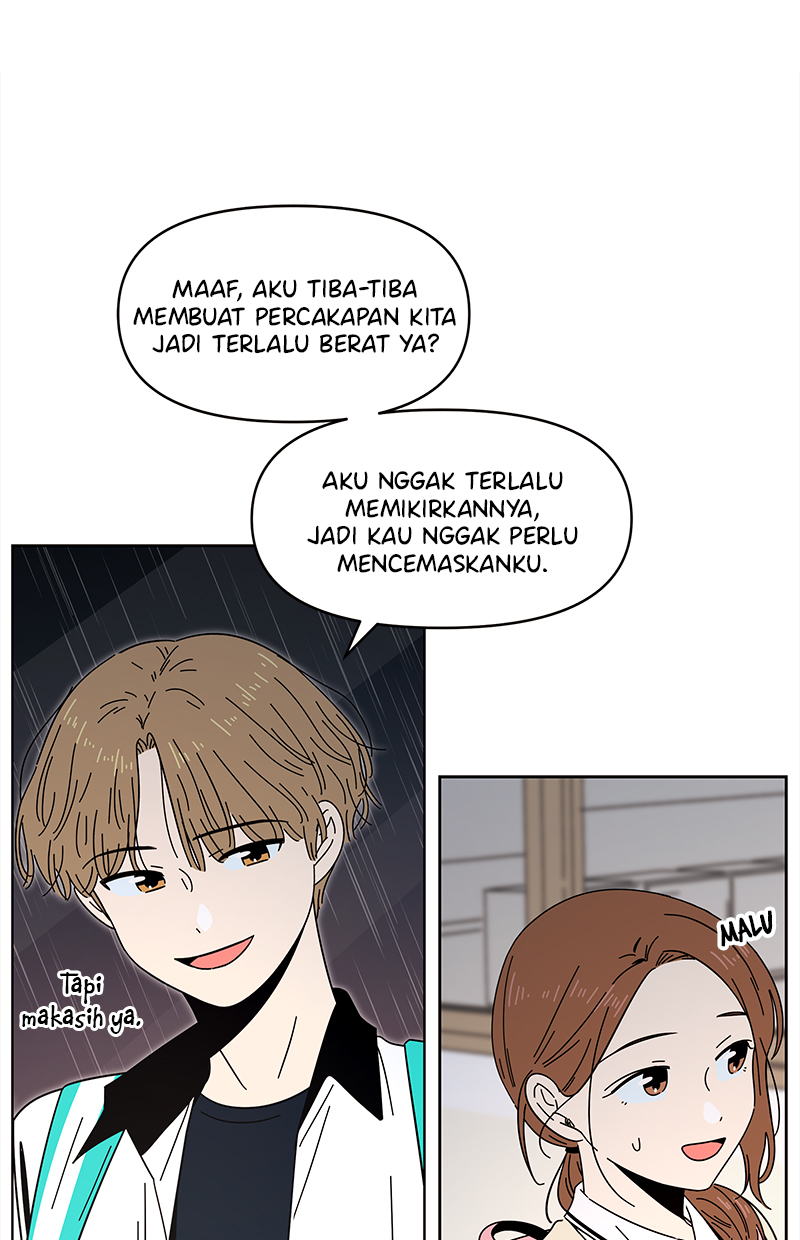 MAAF, AKU TIBA-TIBA
MEMBUAT PERCAKAPAN KITA
JADI TERLALU BERAT YA?
AKU NGGAK TERLALU
MEMIKIRKANNYA,
JADI KAU NGGAK PERLU
MENCEMASKANKU.
Tapi
makasih ya.
MALU